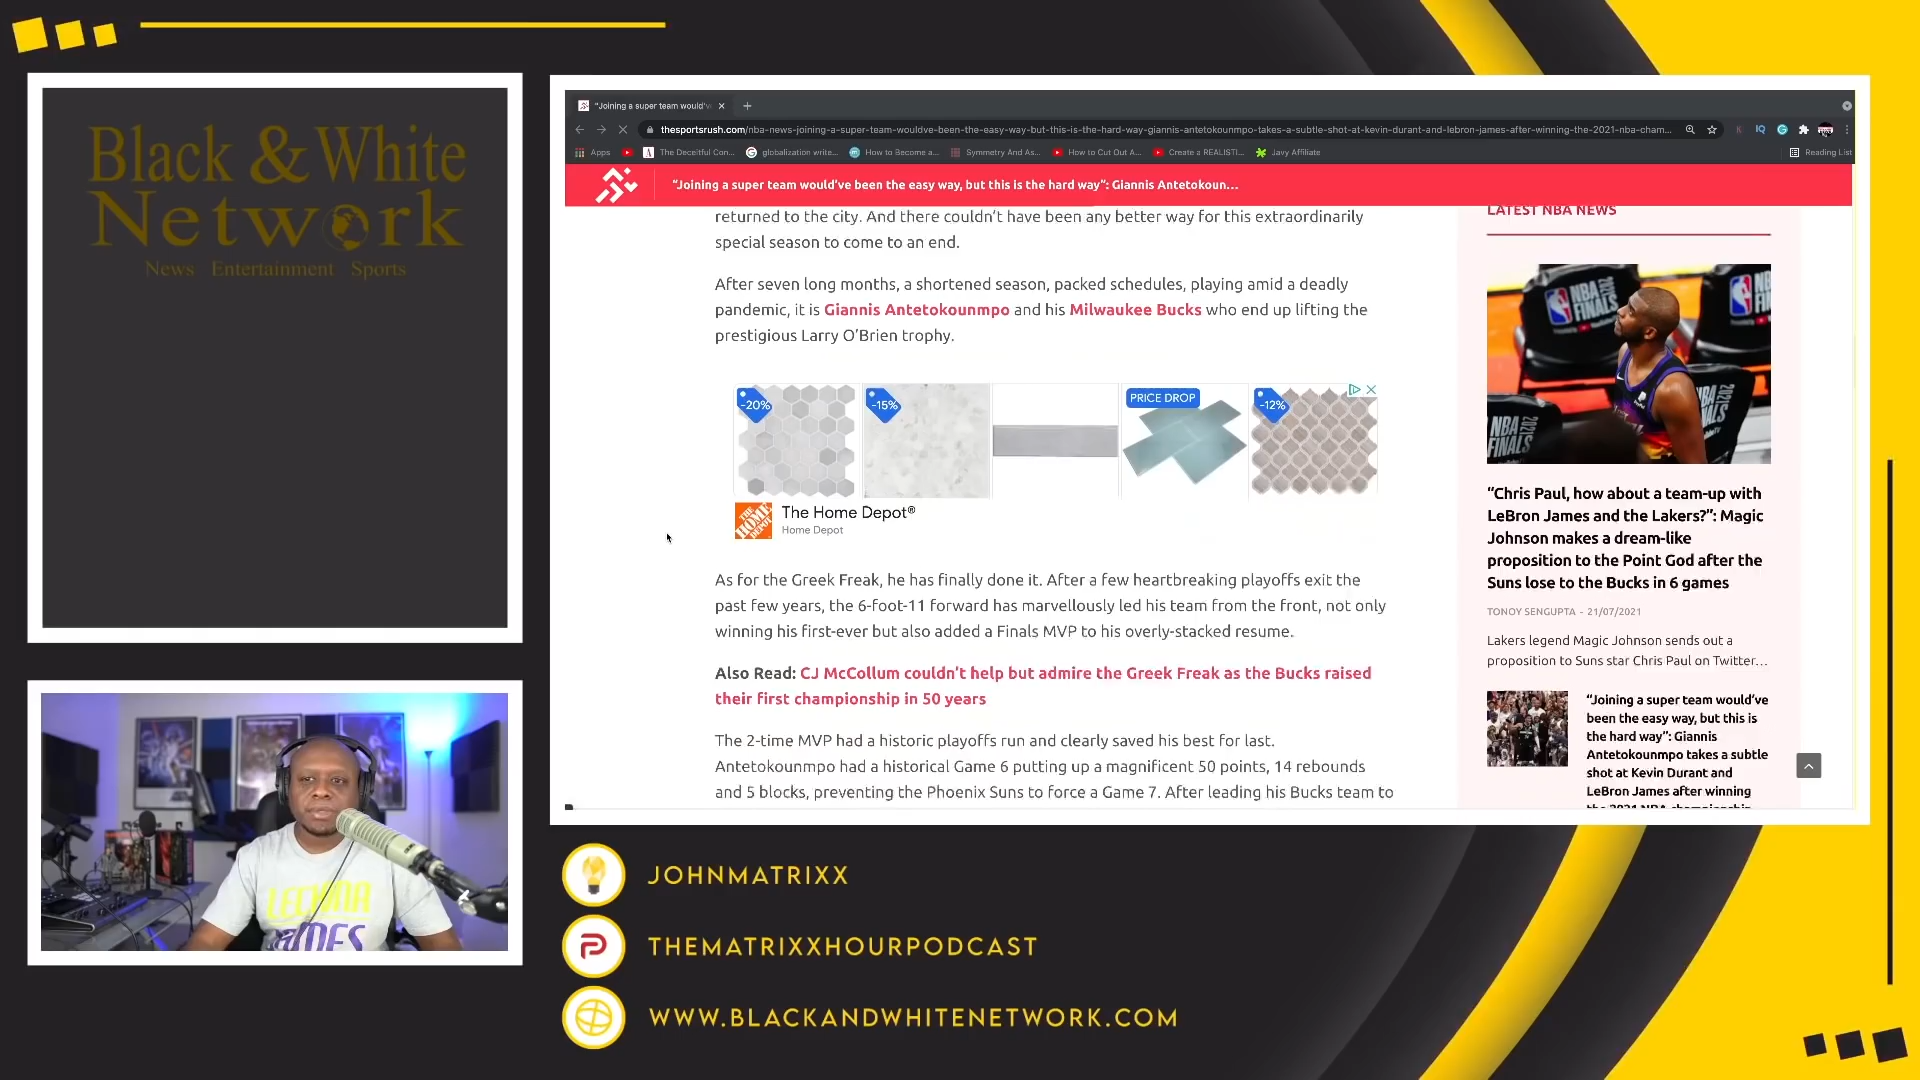 Black & White
Network
News Entertainment Sports
"Joining a super team would'v
thesportsrush.com/nba-news-joining-a-super-team-wouldve-been-the-easy-way-but-this-is-the-hard-way-giannis-antetokounmpo-takes-a-subtle-shot-at-kevin-durant-and-lebron-james-after-winning-the-2021-nba-cham...
Apps
The Deceitful Con...
globalization write...
How to Become a...
Symmetry And As...
How to Cut Out A...
Create a REALISTI...
Javy Affiliate
Reading List
"Joining a super team would've been the easy way, but this is the hard way": Giannis Antetokoun...
returned to the city. And there couldn't have been any better way for this extraordinarily
special season to come to an end.
After seven long months, a shortened season, packed schedules, playing amid a deadly
pandemic, it is Giannis Antetokounmpo and his Milwaukee Bucks who end up lifting the
prestigious Larry O'Brien trophy.
-20%
-15%
PRICE DROP
-12%
THE HOME DEPOT
The Home Depot®
Home Depot
As for the Greek Freak, he has finally done it. After a few heartbreaking playoffs exit the
past few years, the 6-foot-11 forward has marvellously led his team from the front, not only
winning his first-ever but also added a Finals MVP to his overly-stacked resume.
Also Read: CJ McCollum couldn't help but admire the Greek Freak as the Bucks raised
their first championship in 50 years
The 2-time MVP had a historic playoffs run and clearly saved his best for last.
Antetokounmpo had a historical Game 6 putting up a magnificent 50 points, 14 rebounds
and 5 blocks, preventing the Phoenix Suns to force a Game 7. After leading his Bucks team to
LATEST NBA NEWS
NBA FINALS
NBA FINALS
NBA FINALS
"Chris Paul, how about a team-up with
LeBron James and the Lakers?": Magic
Johnson makes a dream-like
proposition to the Point God after the
Suns lose to the Bucks in 6 games
TONOY SENGUPTA - 21/07/2021
Lakers legend Magic Johnson sends out a
proposition to Suns star Chris Paul on Twitter...
"Joining a super team would've
been the easy way, but this is
the hard way": Giannis
Antetokounmpo takes a subtle
shot at Kevin Durant and
LeBron James after winning
the 2021 NBA championship
JOHNMATRIXX
THEMATRIXXHOURPODCAST
WWW.BLACKANDWHITENETWORK.COM